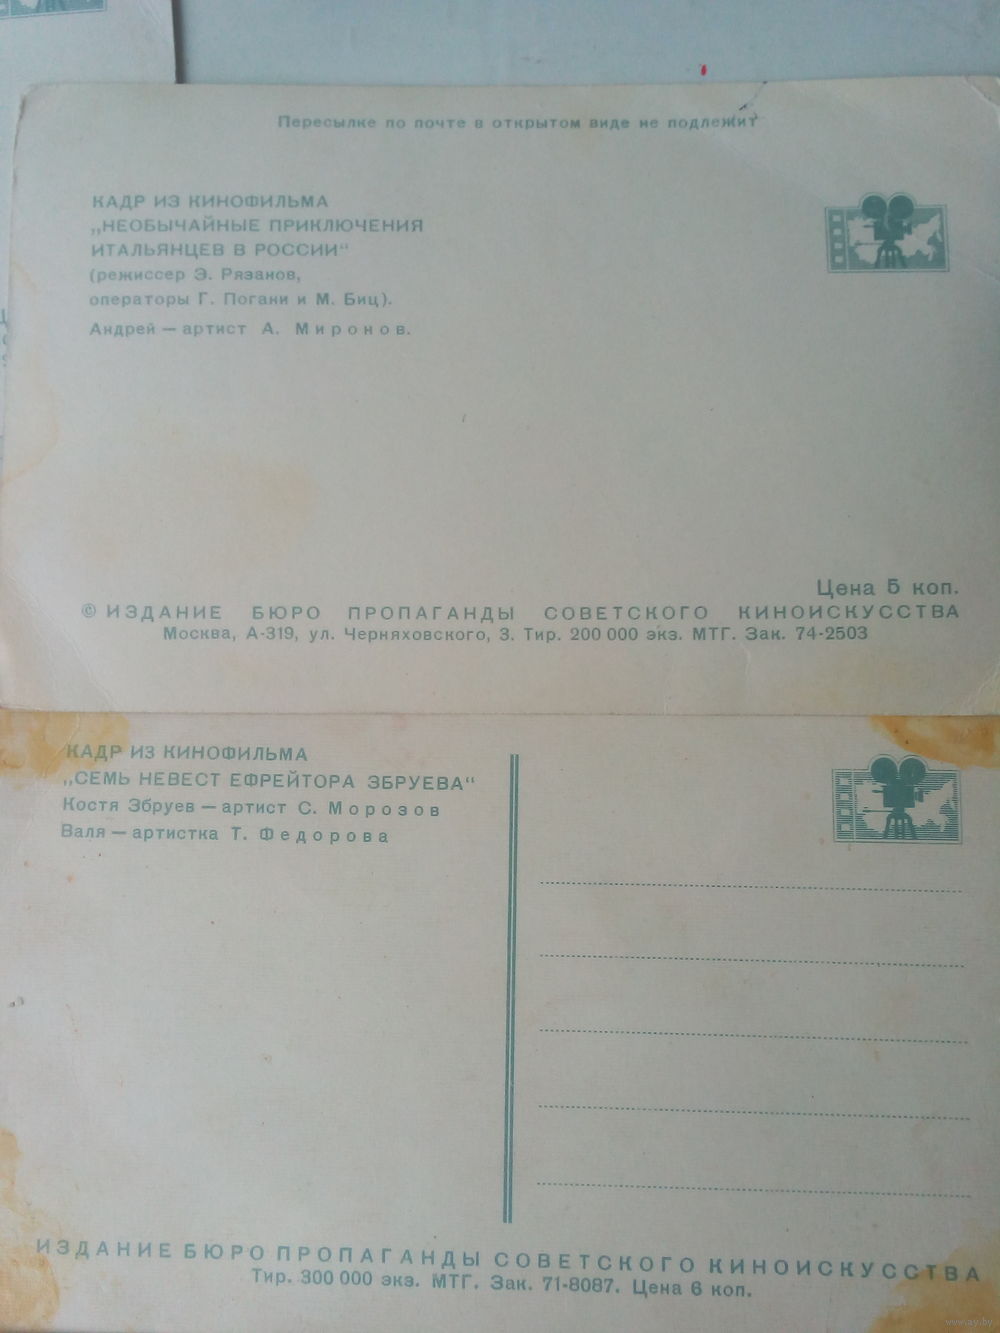 Пересылке по почте в открытом виде не подлежит
КАДР ИЗ КИНОФИЛЬМА
„НЕОБЫЧАЙНЫЕ ПРИКЛЮЧЕНИЯ
ИТАЛЬЯНЦЕВ В РОССИИ“
(режиссер Э. Рязанов,
операторы Г. Погани и М. Биц).
Андрей — артист А. Миронов.
Цена 5 коп.
© ИЗДАНИЕ БЮРО ПРОПАГАНДЫ СОВЕТСКОГО КИНОИСКУССТВА
Москва, А-319, ул. Черняховского, 3. Тир. 200 000 экз. МТГ. Зак. 74-2503
КАДР ИЗ КИНОФИЛЬМА
„СЕМЬ НЕВЕСТ ЕФРЕЙТОРА ЗБРУЕВА“
Костя Збруев — артист С. Морозов
Валя — артистка Т. Федорова
ИЗДАНИЕ БЮРО ПРОПАГАНДЫ СОВЕТСКОГО КИНОИСКУССТВА
Тир. 300 000 экз. МТГ. Зак. 71-8087. Цена 6 коп.
www.ay.by